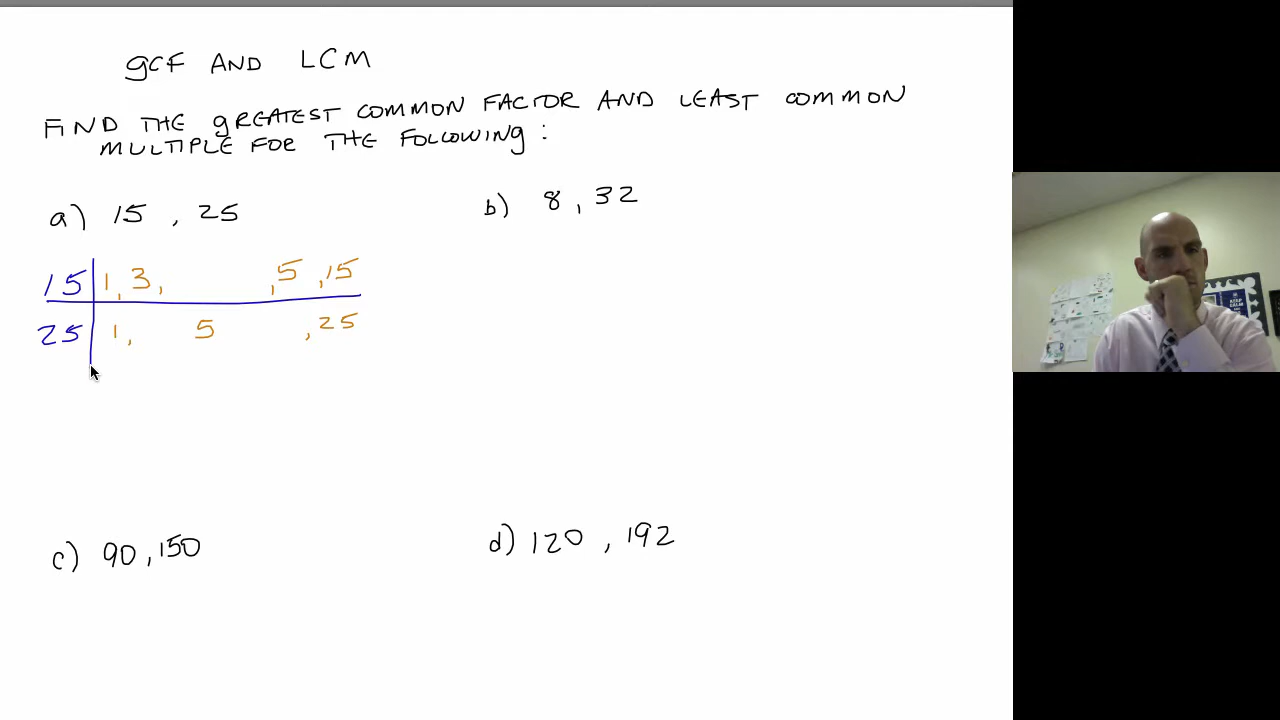 gCF AND LCM
FIND THE gREATEST COMMON FACTOR AND LEAST COMMON
MULTIPLE FOR THE FOLLOWING :
a) 15 , 25
b) 8 , 32
15 | 1, 3, , 5 , 15
25 | 1, 5 , 25
c) 90 , 150
d) 120 , 192